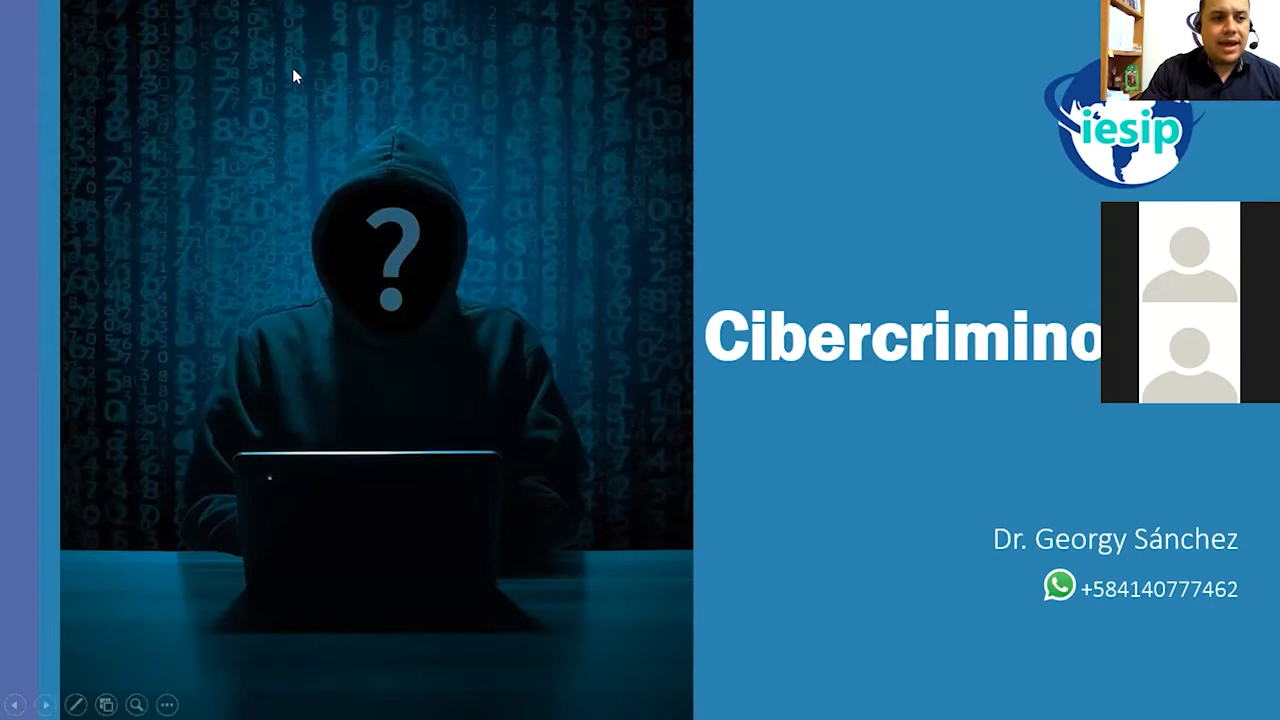 iesip
?
Cibercrimino
Dr. Georgy Sánchez
+584140777462